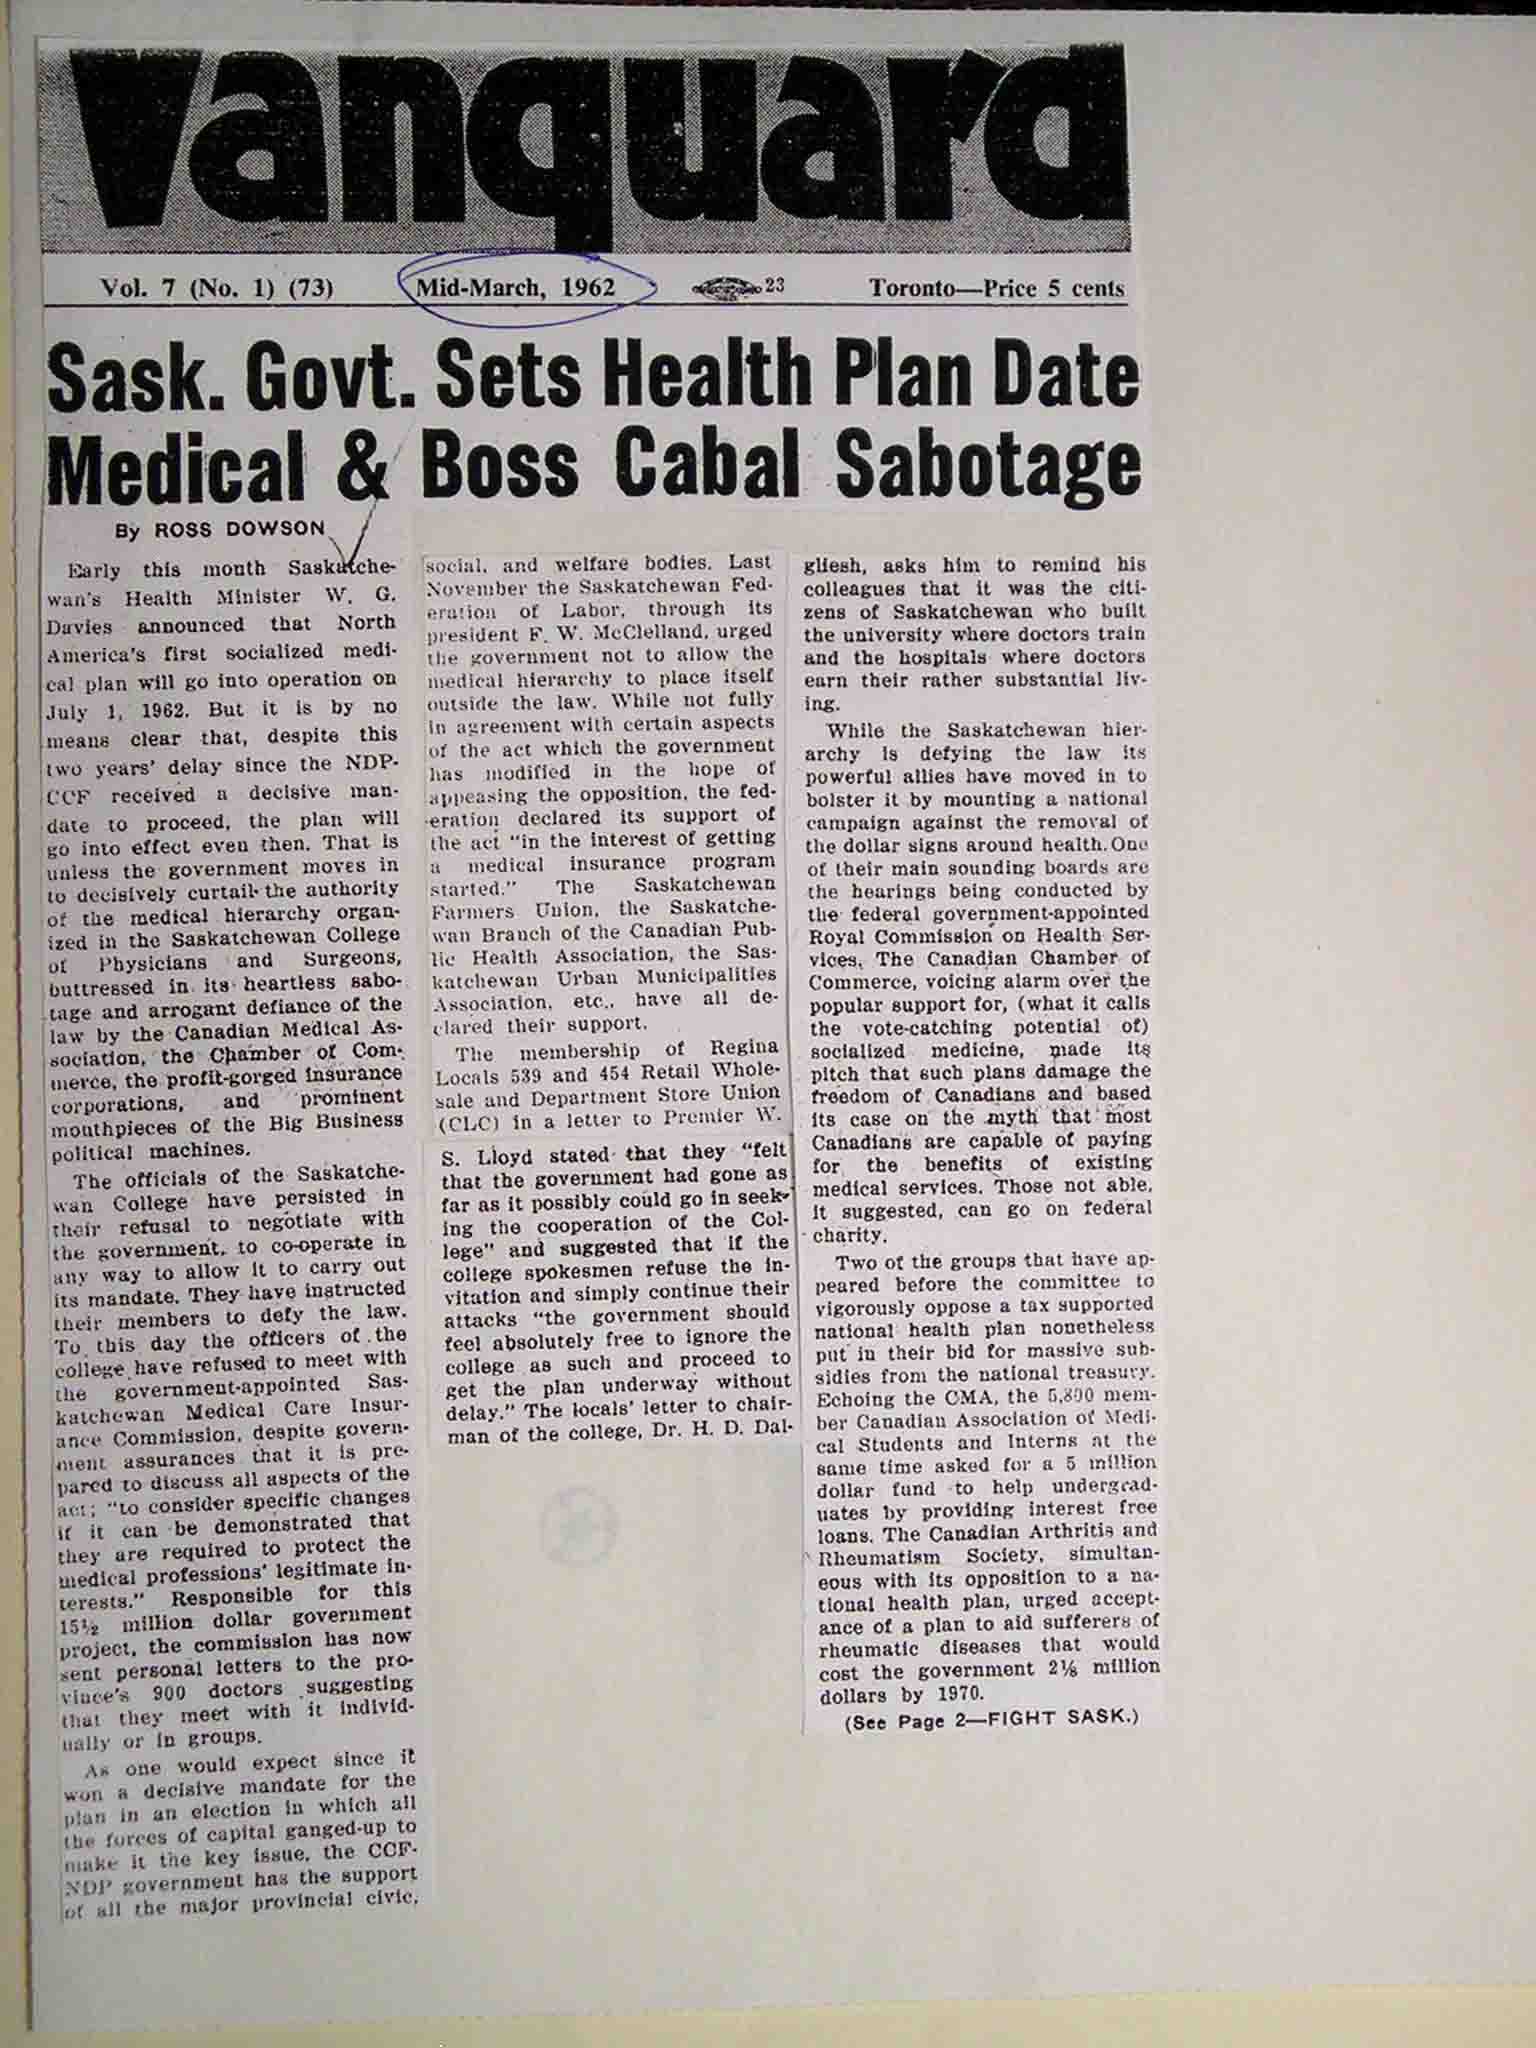 Vanguard
Vol. 7 (No. 1) (73)
Mid-March, 1962
23
Toronto—Price 5 cents
Sask. Govt. Sets Health Plan Date
Medical & Boss Cabal Sabotage
By ROSS DOWSON
Early this month Saskatche-
wan's Health Minister W. G.
Davies announced that North
America's first socialized medi-
cal plan will go into operation on
July 1, 1962. But it is by no
means clear that, despite this
two years' delay since the NDP-
CCF received a decisive man-
date to proceed, the plan will
go into effect even then. That is
unless the government moves in
to decisively curtail the authority
of the medical hierarchy organ-
ized in the Saskatchewan College
of Physicians and Surgeons,
buttressed in its heartless sabo-
tage and arrogant defiance of the
law by the Canadian Medical As-
sociation, the Chamber of Com-
merce, the profit-gorged insurance
corporations, and prominent
mouthpieces of the Big Business
political machines.
The officials of the Saskatche-
wan College have persisted in
their refusal to negotiate with
the government, to co-operate in
any way to allow it to carry out
its mandate. They have instructed
their members to defy the law.
To this day the officers of the
college have refused to meet with
the government-appointed Sas-
katchewan Medical Care Insur-
ance Commission, despite govern-
ment assurances that it is pre-
pared to discuss all aspects of the
act; "to consider specific changes
if it can be demonstrated that
they are required to protect the
medical professions' legitimate in-
terests." Responsible for this
15½ million dollar government
project, the commission has now
sent personal letters to the pro-
vince's 900 doctors suggesting
that they meet with it individ-
ually or in groups.
As one would expect since it
won a decisive mandate for the
plan in an election in which all
the forces of capital ganged-up to
make it the key issue, the CCF-
NDP government has the support
of all the major provincial civic,
social, and welfare bodies. Last
November the Saskatchewan Fed-
eration of Labor, through its
president F. W. McClelland, urged
the government not to allow the
medical hierarchy to place itself
outside the law. While not fully
in agreement with certain aspects
of the act which the government
has modified in the hope of
appeasing the opposition, the fed-
eration declared its support of
the act "in the interest of getting
a medical insurance program
started." The Saskatchewan
Farmers Union, the Saskatche-
wan Branch of the Canadian Pub-
lic Health Association, the Sas-
katchewan Urban Municipalities
Association, etc., have all de-
clared their support.
The membership of Regina
Locals 539 and 454 Retail Whole-
sale and Department Store Union
(CLC) in a letter to Premier W.
S. Lloyd stated that they "felt
that the government had gone as
far as it possibly could go in seek-
ing the cooperation of the Col-
lege" and suggested that if the
college spokesmen refuse the in-
vitation and simply continue their
attacks "the government should
feel absolutely free to ignore the
college as such and proceed to
get the plan underway without
delay." The locals' letter to chair-
man of the college, Dr. H. D. Dal-
gliesh, asks him to remind his
colleagues that it was the citi-
zens of Saskatchewan who built
the university where doctors train
and the hospitals where doctors
earn their rather substantial liv-
ing.
While the Saskatchewan hier-
archy is defying the law its
powerful allies have moved in to
bolster it by mounting a national
campaign against the removal of
the dollar signs around health. One
of their main sounding boards are
the hearings being conducted by
the federal government-appointed
Royal Commission on Health Ser-
vices. The Canadian Chamber of
Commerce, voicing alarm over the
popular support for, (what it calls
the vote-catching potential of)
socialized medicine, made its
pitch that such plans damage the
freedom of Canadians and based
its case on the myth that most
Canadians are capable of paying
for the benefits of existing
medical services. Those not able,
it suggested, can go on federal
charity.
Two of the groups that have ap-
peared before the committee to
vigorously oppose a tax supported
national health plan nonetheless
put in their bid for massive sub-
sidies from the national treasury.
Echoing the CMA, the 5,800 mem-
ber Canadian Association of Medi-
cal Students and Interns at the
same time asked for a 5 million
dollar fund to help undergrad-
uates by providing interest free
loans. The Canadian Arthritis and
Rheumatism Society, simultan-
eous with its opposition to a na-
tional health plan, urged accept-
ance of a plan to aid sufferers of
rheumatic diseases that would
cost the government 2⅛ million
dollars by 1970.
(See Page 2—FIGHT SASK.)